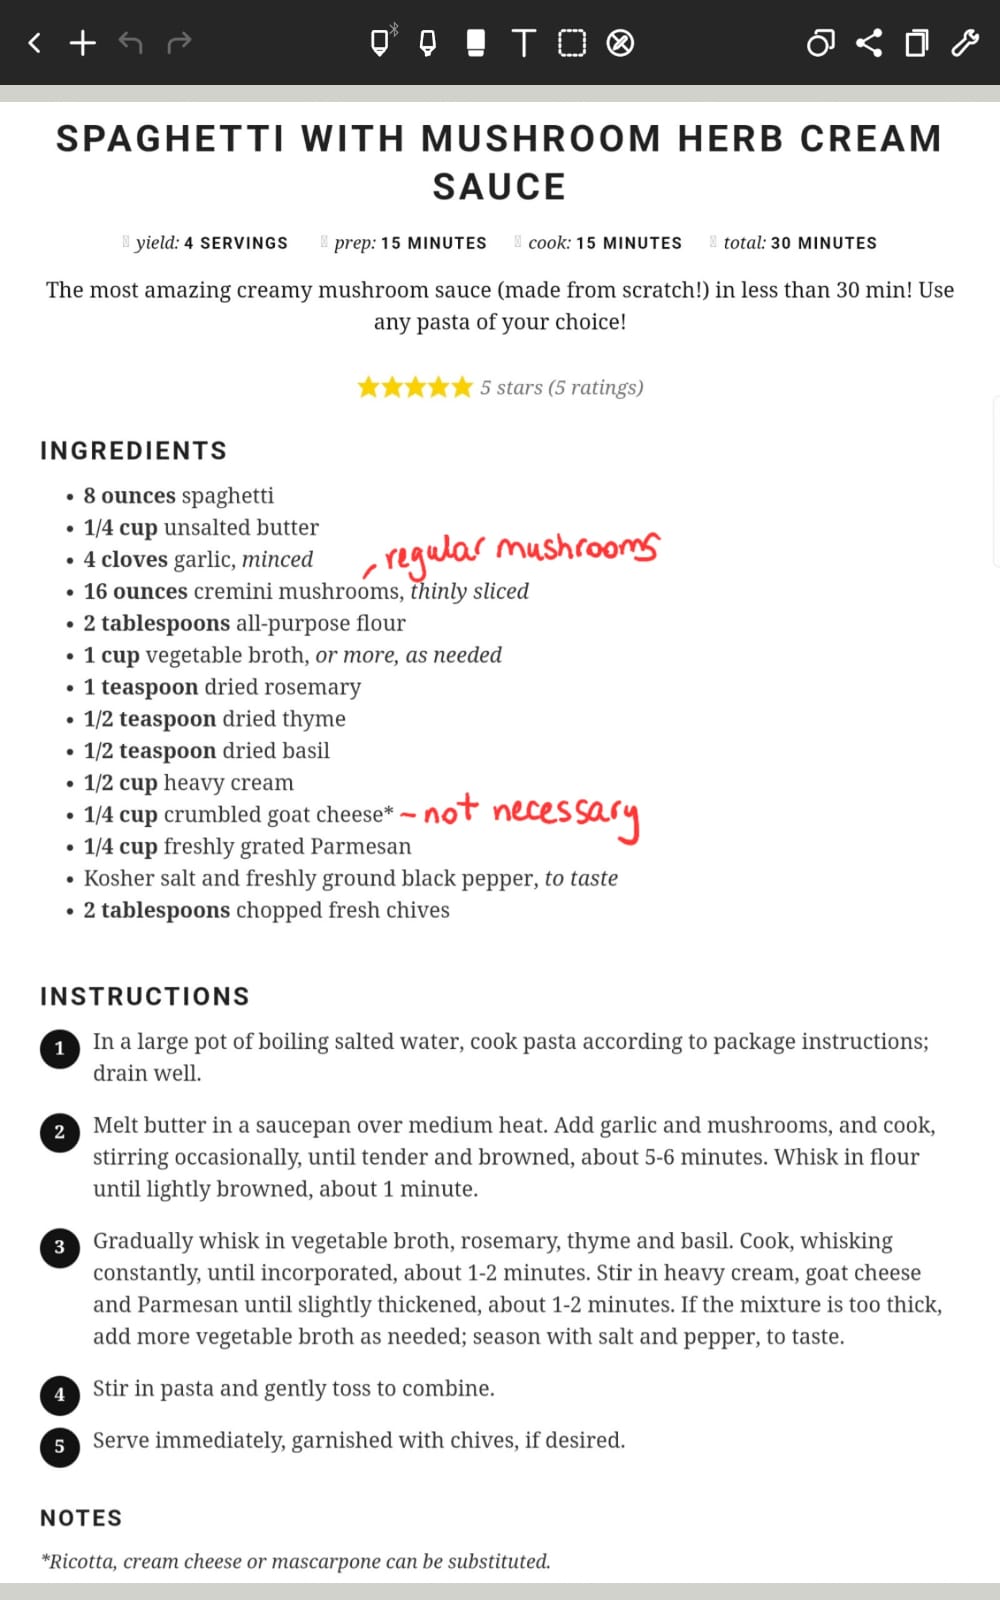 SPAGHETTI WITH MUSHROOM HERB CREAM
SAUCE
yield: 4 SERVINGS prep: 15 MINUTES cook: 15 MINUTES total: 30 MINUTES
The most amazing creamy mushroom sauce (made from scratch!) in less than 30 min! Use
any pasta of your choice!
5 stars (5 ratings)
INGREDIENTS
• 8 ounces spaghetti
• 1/4 cup unsalted butter
• 4 cloves garlic, minced
regular mushrooms
• 16 ounces cremini mushrooms, thinly sliced
• 2 tablespoons all-purpose flour
• 1 cup vegetable broth, or more, as needed
• 1 teaspoon dried rosemary
• 1/2 teaspoon dried thyme
• 1/2 teaspoon dried basil
• 1/2 cup heavy cream
• 1/4 cup crumbled goat cheese* – not necessary
• 1/4 cup freshly grated Parmesan
• Kosher salt and freshly ground black pepper, to taste
• 2 tablespoons chopped fresh chives
INSTRUCTIONS
1 In a large pot of boiling salted water, cook pasta according to package instructions;
drain well.
2 Melt butter in a saucepan over medium heat. Add garlic and mushrooms, and cook,
stirring occasionally, until tender and browned, about 5-6 minutes. Whisk in flour
until lightly browned, about 1 minute.
3 Gradually whisk in vegetable broth, rosemary, thyme and basil. Cook, whisking
constantly, until incorporated, about 1-2 minutes. Stir in heavy cream, goat cheese
and Parmesan until slightly thickened, about 1-2 minutes. If the mixture is too thick,
add more vegetable broth as needed; season with salt and pepper, to taste.
4 Stir in pasta and gently toss to combine.
5 Serve immediately, garnished with chives, if desired.
NOTES
*Ricotta, cream cheese or mascarpone can be substituted.